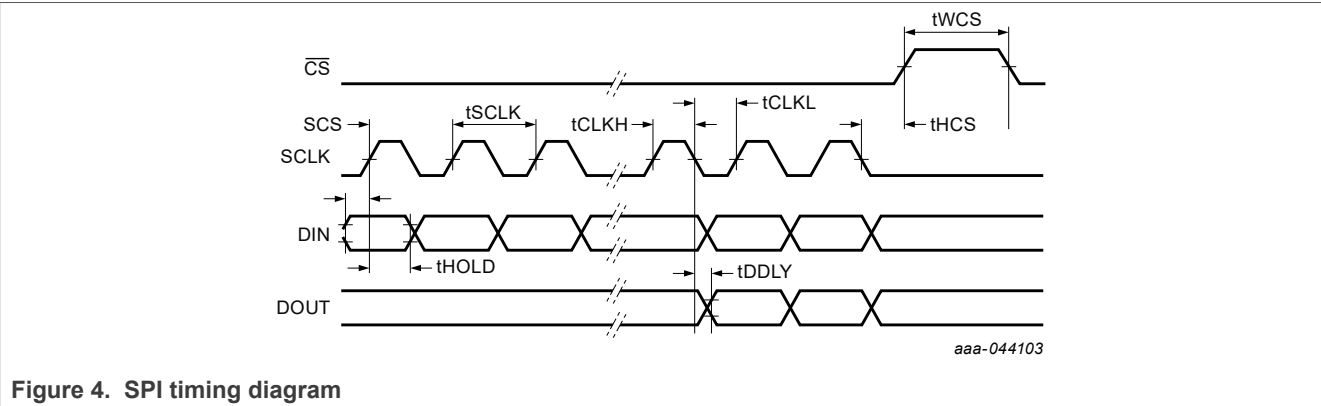 tWCS
CS
tSCLK
tCLKL
SCS
tCLKH
tHCS
SCLK
DIN
tHOLD
tDDLY
DOUT
aaa-044103
Figure 4. SPI timing diagram